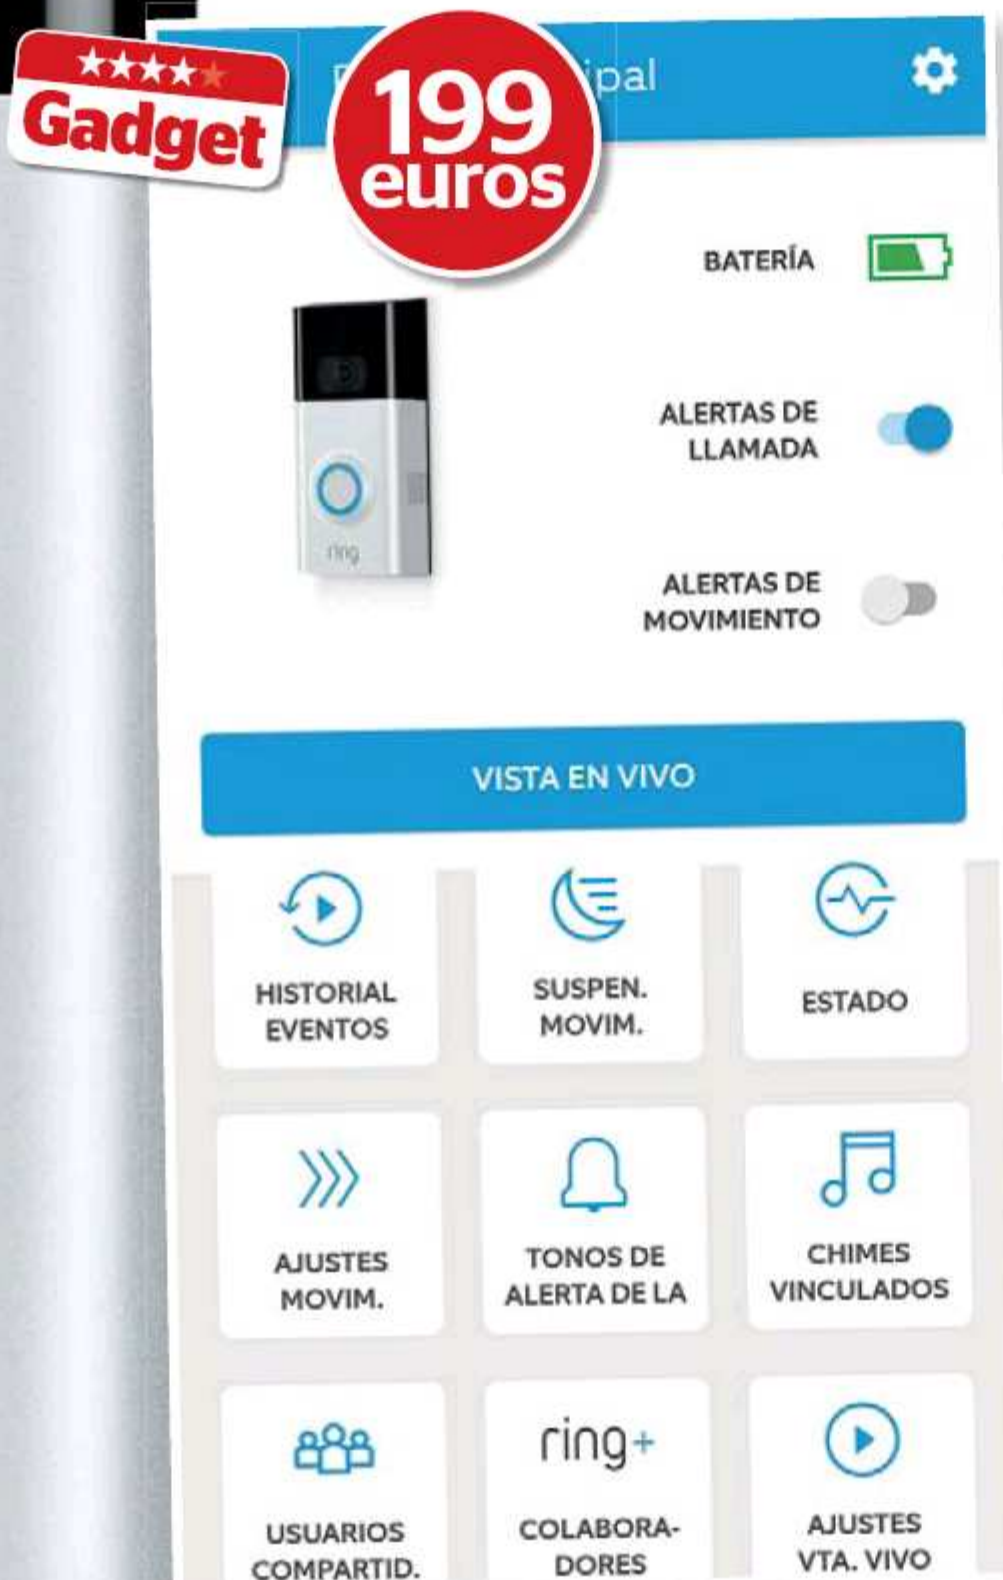 Gadget
199
euros
ipal
BATERÍA
ALERTAS DE
LLAMADA
ring
ALERTAS DE
MOVIMIENTO
VISTA EN VIVO
HISTORIAL
EVENTOS
SUSPEN.
MOVIM.
ESTADO
AJUSTES
MOVIM.
TONOS DE
ALERTA DE LA
CHIMES
VINCULADOS
USUARIOS
COMPARTID.
ring+
COLABORA-
DORES
AJUSTES
VTA. VIVO